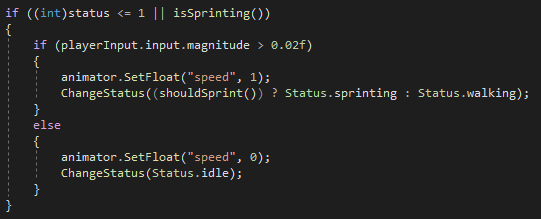 if ((int)status <= 1 || isSprinting())
{
if (playerInput.input.magnitude > 0.02f)
{
animator.SetFloat("speed", 1);
ChangeStatus((shouldSprint()) ? Status.sprinting : Status.walking);
}
else
{
animator.SetFloat("speed", 0);
ChangeStatus(Status.idle);
}
}